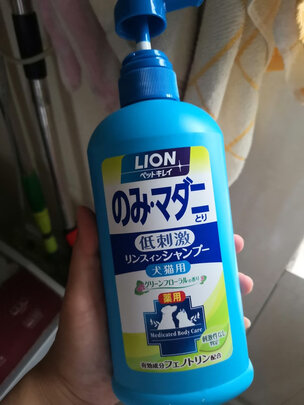 LION
ペットキレイ
のみ・マダニ
とり
低刺激
リンスインシャンプー
犬猫用
グリーンフローラルの香り
薬用
Medicated Body Care
有効成分フェノトリン配合